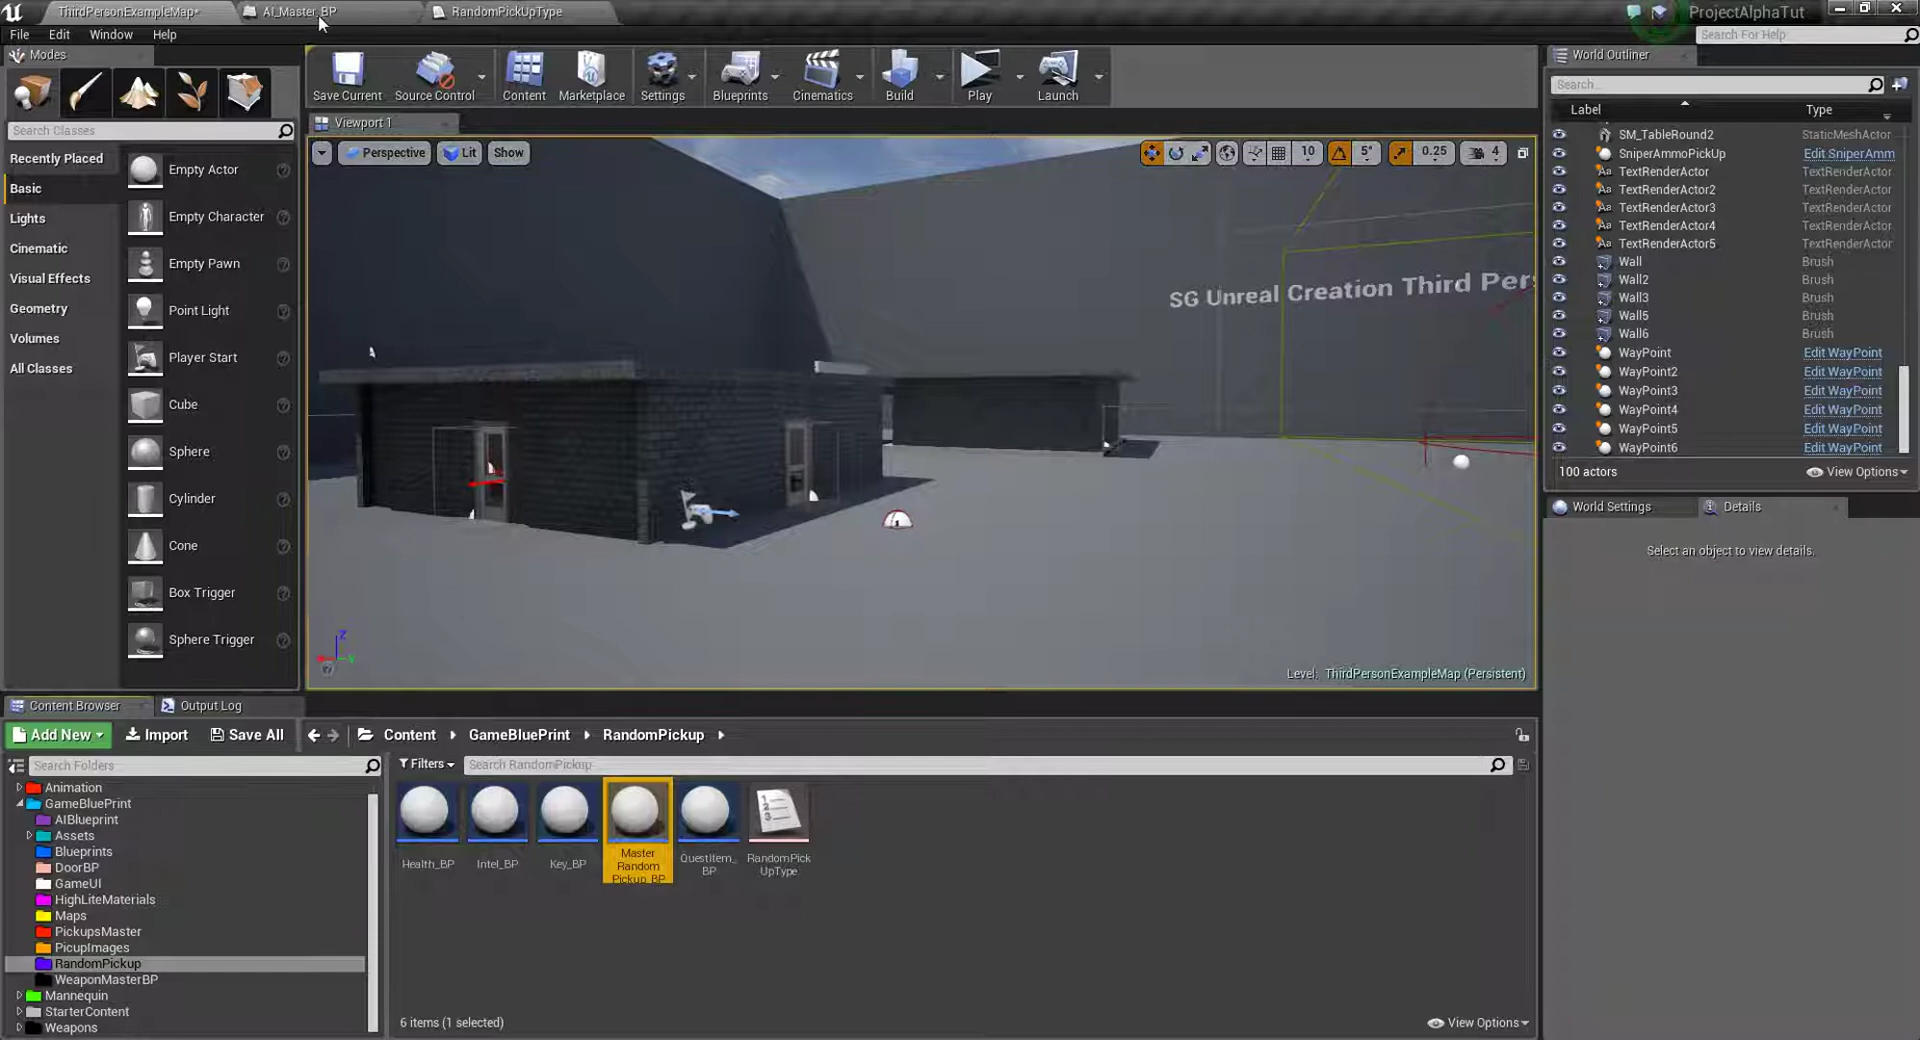 ThirdPersonExampleMap*
AI_Master_BP
RandomPickUpType
ProjectAlphaTut
File
Edit
Window
Help
Search For Help
Modes
Save Current
Source Control
Content
Marketplace
Settings
Blueprints
Cinematics
Build
Play
Launch
World Outliner
Search...
Label
Type
Search Classes
Viewport 1
Perspective
Lit
Show
10
5°
0.25
4
Recently Placed
Basic
Lights
Cinematic
Visual Effects
Geometry
Volumes
All Classes
Empty Actor
Empty Character
Empty Pawn
Point Light
Player Start
Cube
Sphere
Cylinder
Cone
Box Trigger
Sphere Trigger
SG Unreal Creation Third Pers
Level: ThirdPersonExampleMap (Persistent)
SM_TableRound2 StaticMeshActor
SniperAmmoPickUp Edit SniperAmm
TextRenderActor TextRenderActor
TextRenderActor2 TextRenderActor
TextRenderActor3 TextRenderActor
TextRenderActor4 TextRenderActor
TextRenderActor5 TextRenderActor
Wall Brush
Wall2 Brush
Wall3 Brush
Wall5 Brush
Wall6 Brush
WayPoint Edit WayPoint
WayPoint2 Edit WayPoint
WayPoint3 Edit WayPoint
WayPoint4 Edit WayPoint
WayPoint5 Edit WayPoint
WayPoint6 Edit WayPoint
100 actors
View Options
World Settings
Details
Select an object to view details.
Content Browser
Output Log
Add New
Import
Save All
Content
GameBluePrint
RandomPickup
Search Folders
Filters
Search RandomPickup
Animation
GameBluePrint
AIBlueprint
Assets
Blueprints
DoorBP
GameUI
HighLiteMaterials
Maps
PickupsMaster
PicupImages
RandomPickup
WeaponMasterBP
Mannequin
StarterContent
Weapons
Health_BP
Intel_BP
Key_BP
Master
Random
Pickup_BP
QuestItem_
BP
RandomPick
UpType
6 items (1 selected)
View Options